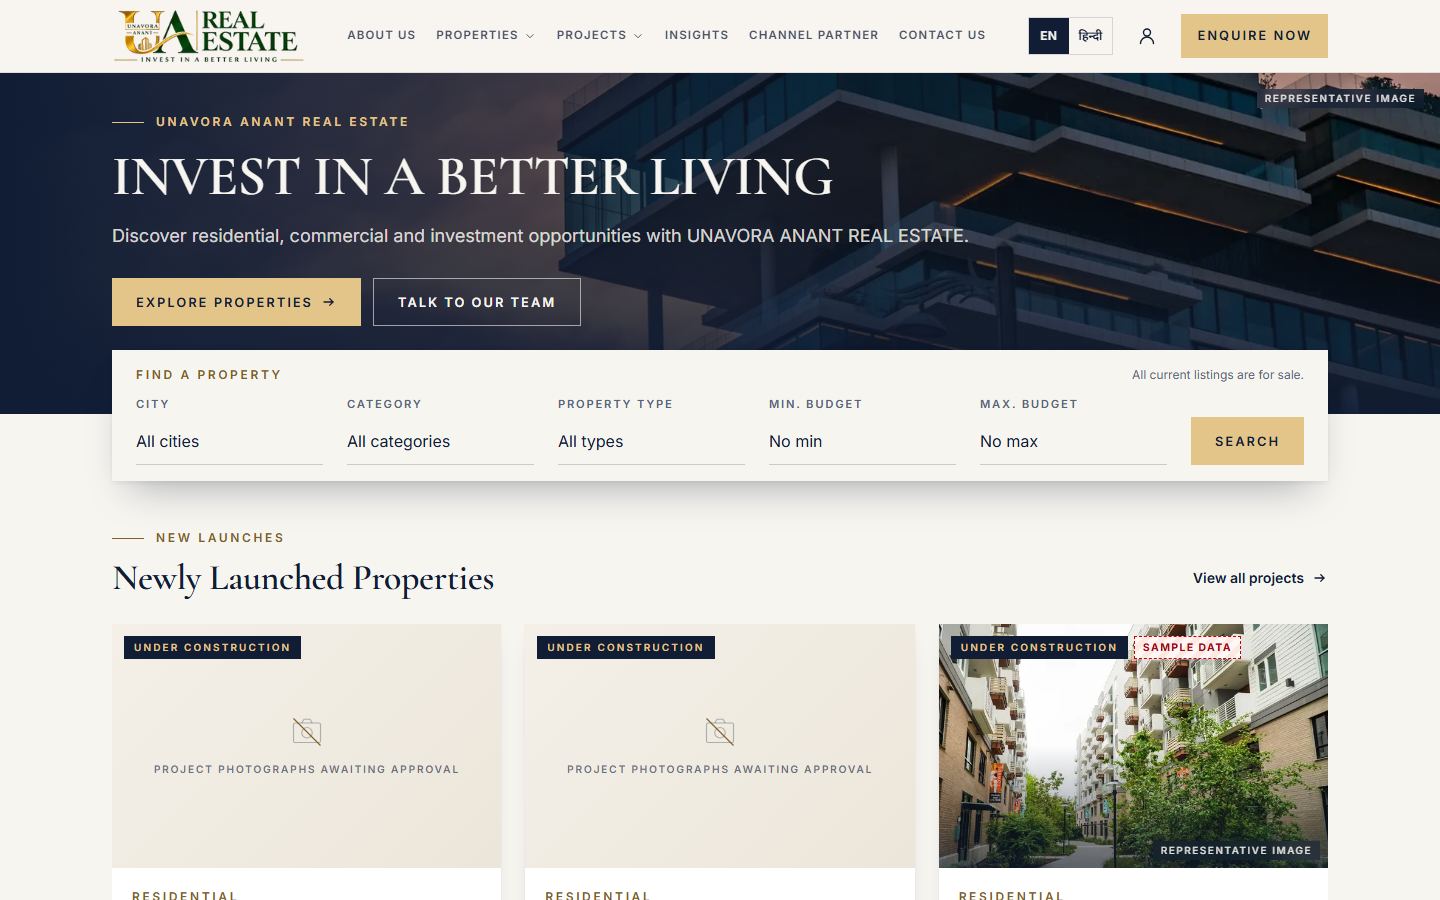 UNAVORA
ANANT
UA REAL
ESTATE
INVEST IN A BETTER LIVING
ABOUT US
PROPERTIES
PROJECTS
INSIGHTS
CHANNEL PARTNER
CONTACT US
EN
हिन्दी
ENQUIRE NOW
REPRESENTATIVE IMAGE
UNAVORA ANANT REAL ESTATE
INVEST IN A BETTER LIVING
Discover residential, commercial and investment opportunities with UNAVORA ANANT REAL ESTATE.
EXPLORE PROPERTIES →
TALK TO OUR TEAM
FIND A PROPERTY
All current listings are for sale.
CITY
CATEGORY
PROPERTY TYPE
MIN. BUDGET
MAX. BUDGET
All cities
All categories
All types
No min
No max
SEARCH
NEW LAUNCHES
Newly Launched Properties
View all projects →
UNDER CONSTRUCTION
UNDER CONSTRUCTION
UNDER CONSTRUCTION
SAMPLE DATA
PROJECT PHOTOGRAPHS AWAITING APPROVAL
PROJECT PHOTOGRAPHS AWAITING APPROVAL
REPRESENTATIVE IMAGE
RESIDENTIAL
RESIDENTIAL
RESIDENTIAL